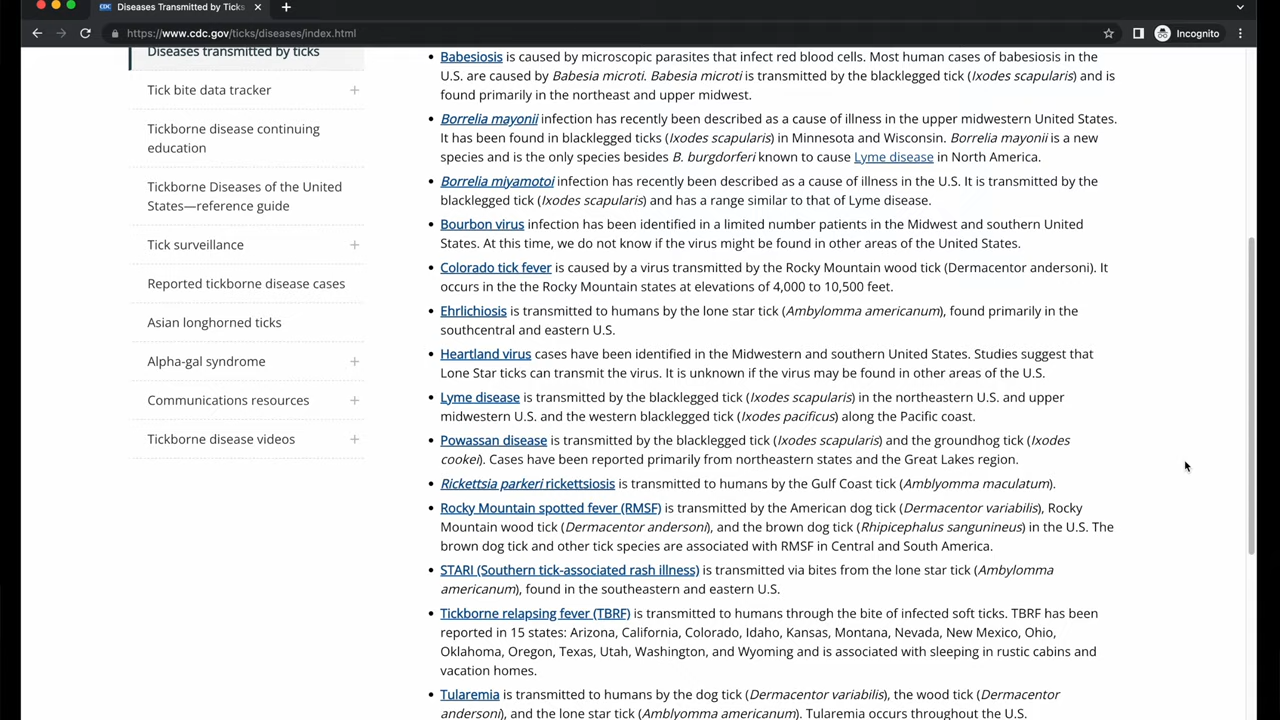 Diseases Transmitted by Ticks
https://www.cdc.gov/ticks/diseases/index.html
Incognito
Diseases transmitted by ticks
Tick bite data tracker
Tickborne disease continuing
education
Tickborne Diseases of the United
States—reference guide
Tick surveillance
Reported tickborne disease cases
Asian longhorned ticks
Alpha-gal syndrome
Communications resources
Tickborne disease videos
Babesiosis is caused by microscopic parasites that infect red blood cells. Most human cases of babesiosis in the
U.S. are caused by Babesia microti. Babesia microti is transmitted by the blacklegged tick (Ixodes scapularis) and is
found primarily in the northeast and upper midwest.
Borrelia mayonii infection has recently been described as a cause of illness in the upper midwestern United States.
It has been found in blacklegged ticks (Ixodes scapularis) in Minnesota and Wisconsin. Borrelia mayonii is a new
species and is the only species besides B. burgdorferi known to cause Lyme disease in North America.
Borrelia miyamotoi infection has recently been described as a cause of illness in the U.S. It is transmitted by the
blacklegged tick (Ixodes scapularis) and has a range similar to that of Lyme disease.
Bourbon virus infection has been identified in a limited number patients in the Midwest and southern United
States. At this time, we do not know if the virus might be found in other areas of the United States.
Colorado tick fever is caused by a virus transmitted by the Rocky Mountain wood tick (Dermacentor andersoni). It
occurs in the the Rocky Mountain states at elevations of 4,000 to 10,500 feet.
Ehrlichiosis is transmitted to humans by the lone star tick (Ambylomma americanum), found primarily in the
southcentral and eastern U.S.
Heartland virus cases have been identified in the Midwestern and southern United States. Studies suggest that
Lone Star ticks can transmit the virus. It is unknown if the virus may be found in other areas of the U.S.
Lyme disease is transmitted by the blacklegged tick (Ixodes scapularis) in the northeastern U.S. and upper
midwestern U.S. and the western blacklegged tick (Ixodes pacificus) along the Pacific coast.
Powassan disease is transmitted by the blacklegged tick (Ixodes scapularis) and the groundhog tick (Ixodes
cookei). Cases have been reported primarily from northeastern states and the Great Lakes region.
Rickettsia parkeri rickettsiosis is transmitted to humans by the Gulf Coast tick (Amblyomma maculatum).
Rocky Mountain spotted fever (RMSF) is transmitted by the American dog tick (Dermacentor variabilis), Rocky
Mountain wood tick (Dermacentor andersoni), and the brown dog tick (Rhipicephalus sangunineus) in the U.S. The
brown dog tick and other tick species are associated with RMSF in Central and South America.
STARI (Southern tick-associated rash illness) is transmitted via bites from the lone star tick (Ambylomma
americanum), found in the southeastern and eastern U.S.
Tickborne relapsing fever (TBRF) is transmitted to humans through the bite of infected soft ticks. TBRF has been
reported in 15 states: Arizona, California, Colorado, Idaho, Kansas, Montana, Nevada, New Mexico, Ohio,
Oklahoma, Oregon, Texas, Utah, Washington, and Wyoming and is associated with sleeping in rustic cabins and
vacation homes.
Tularemia is transmitted to humans by the dog tick (Dermacentor variabilis), the wood tick (Dermacentor
andersoni), and the lone star tick (Amblyomma americanum). Tularemia occurs throughout the U.S.